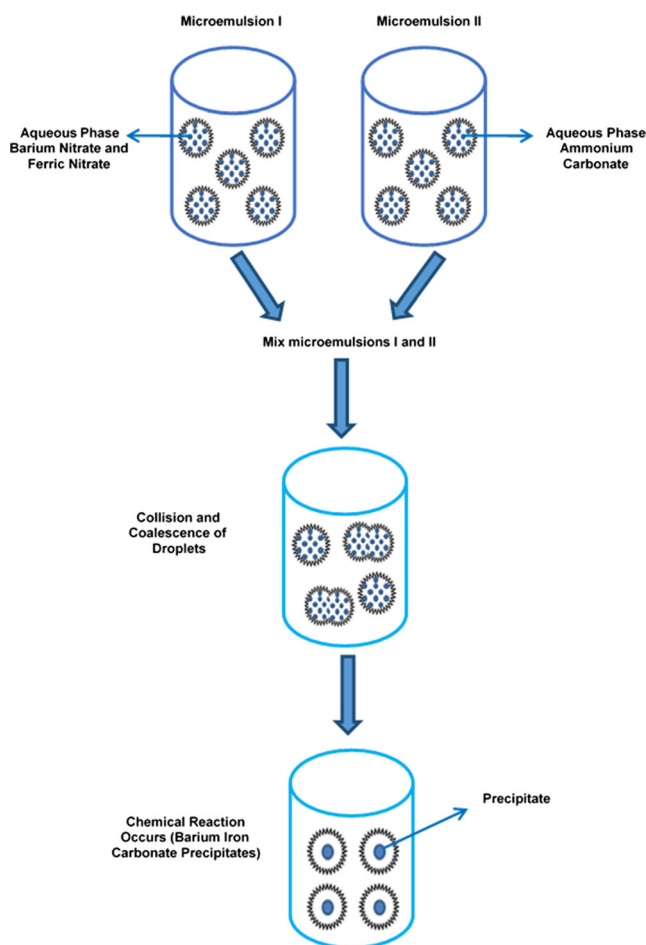 Microemulsion I
Microemulsion II
Aqueous Phase
Barium Nitrate and
Ferric Nitrate
Aqueous Phase
Ammonium
Carbonate
Mix microemulsions I and II
Collision and
Coalescence of
Droplets
Precipitate
Chemical Reaction
Occurs (Barium Iron
Carbonate Precipitates)